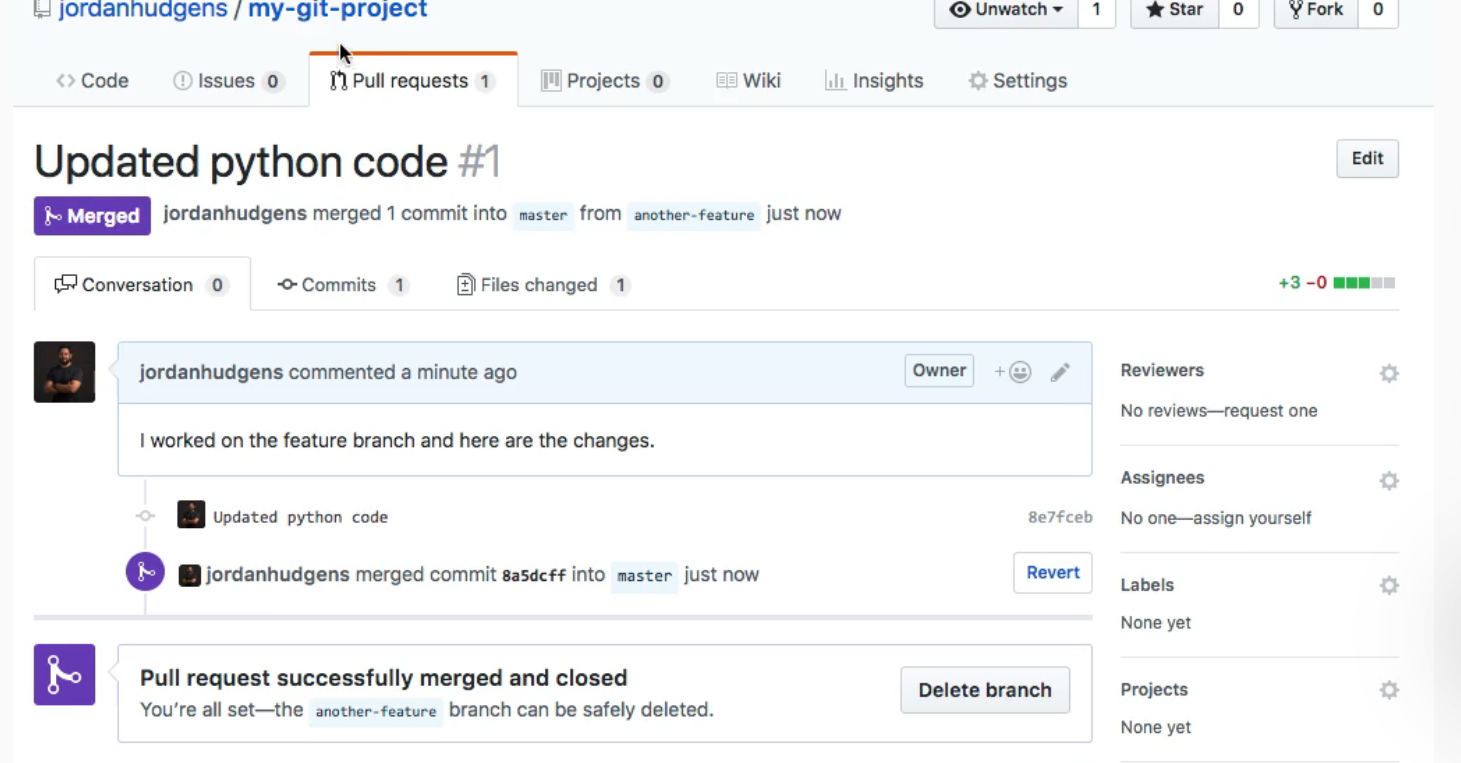 jordanhudgens / my-git-project
Unwatch 1 Star 0 Fork 0
Code Issues 0 Pull requests 1 Projects 0 Wiki Insights Settings
Updated python code #1
Edit
Merged jordanhudgens merged 1 commit into master from another-feature just now
Conversation 0 Commits 1 Files changed 1
+3 −0
jordanhudgens commented a minute ago
Owner
I worked on the feature branch and here are the changes.
Updated python code 8e7fceb
jordanhudgens merged commit 8a5dcff into master just now
Revert
Pull request successfully merged and closed
You're all set—the another-feature branch can be safely deleted.
Delete branch
Reviewers
No reviews—request one
Assignees
No one—assign yourself
Labels
None yet
Projects
None yet